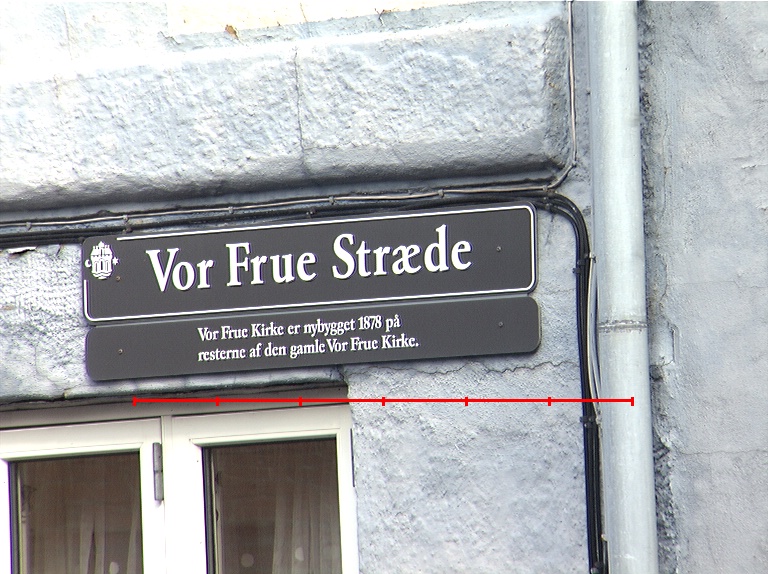 Vor Frue Stræde
Vor Frue Kirke er nybygget 1878 på
resterne af den gamle Vor Frue Kirke.